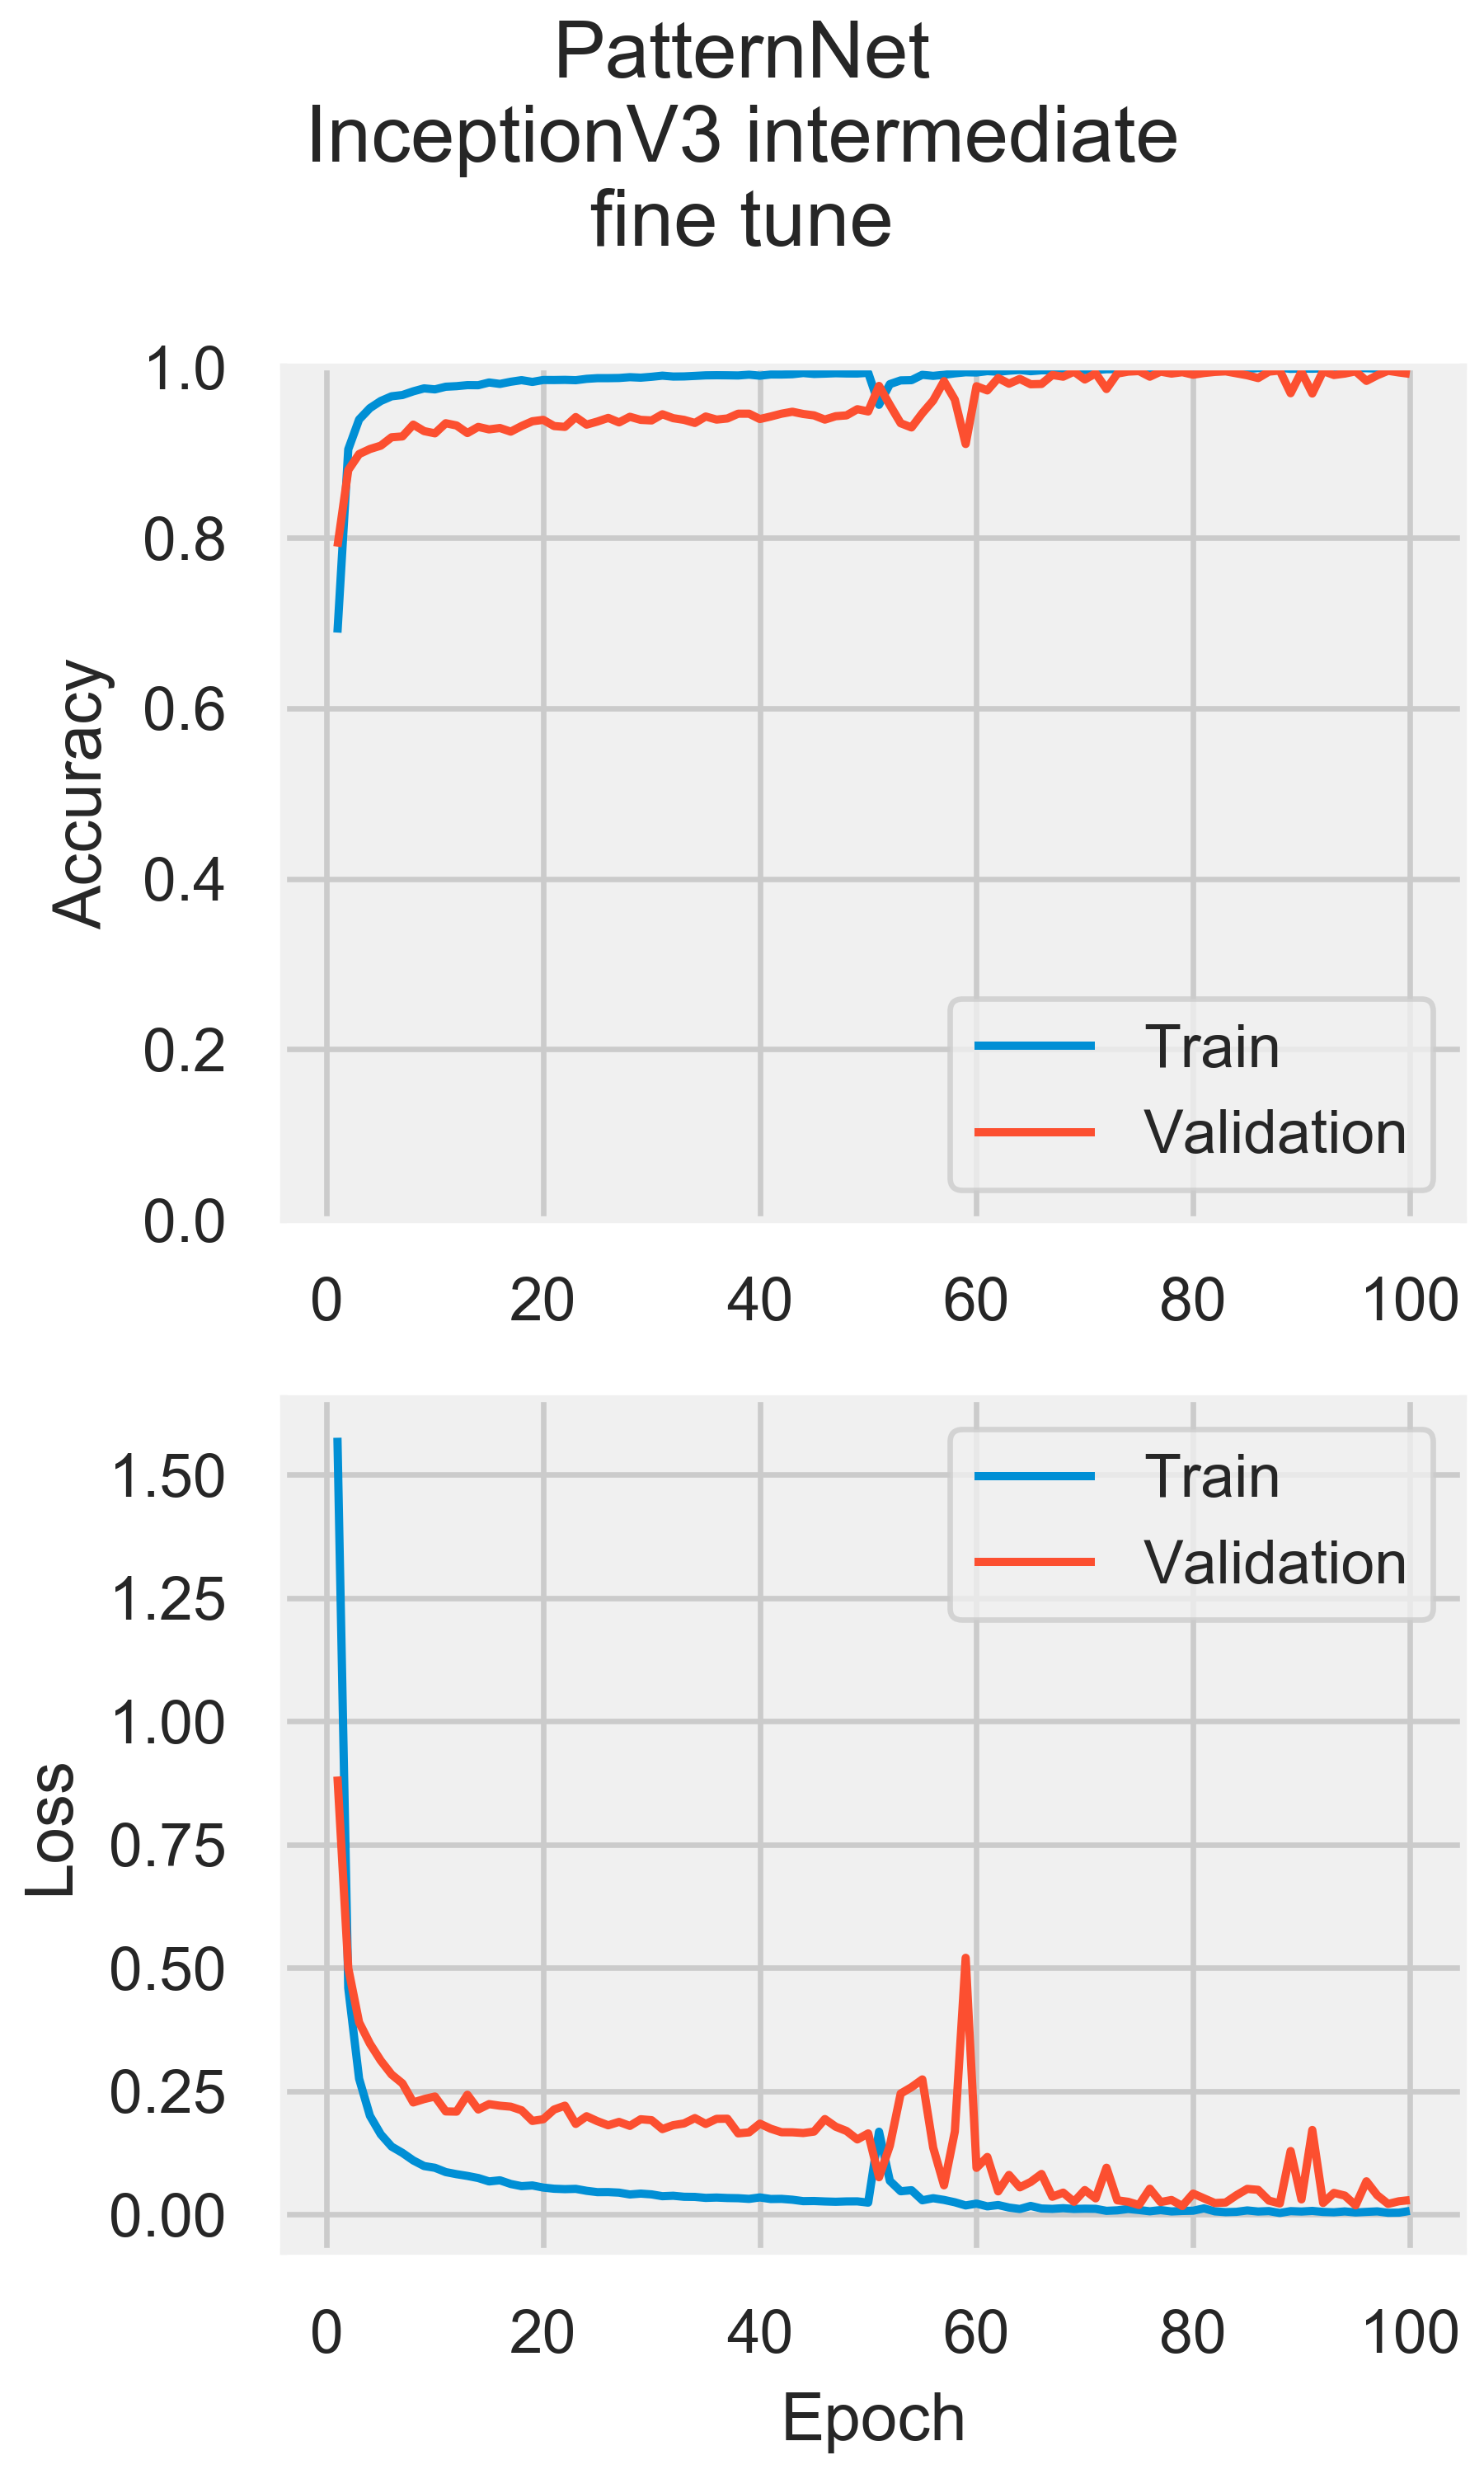 PatternNet
InceptionV3 intermediate
fine tune
1.0
0.8
0.6
0.4
0.2
0.0
Accuracy
Train
Validation
0 20 40 60 80 100
1.50
1.25
1.00
0.75
0.50
0.25
0.00
Loss
Train
Validation
0 20 40 60 80 100
Epoch